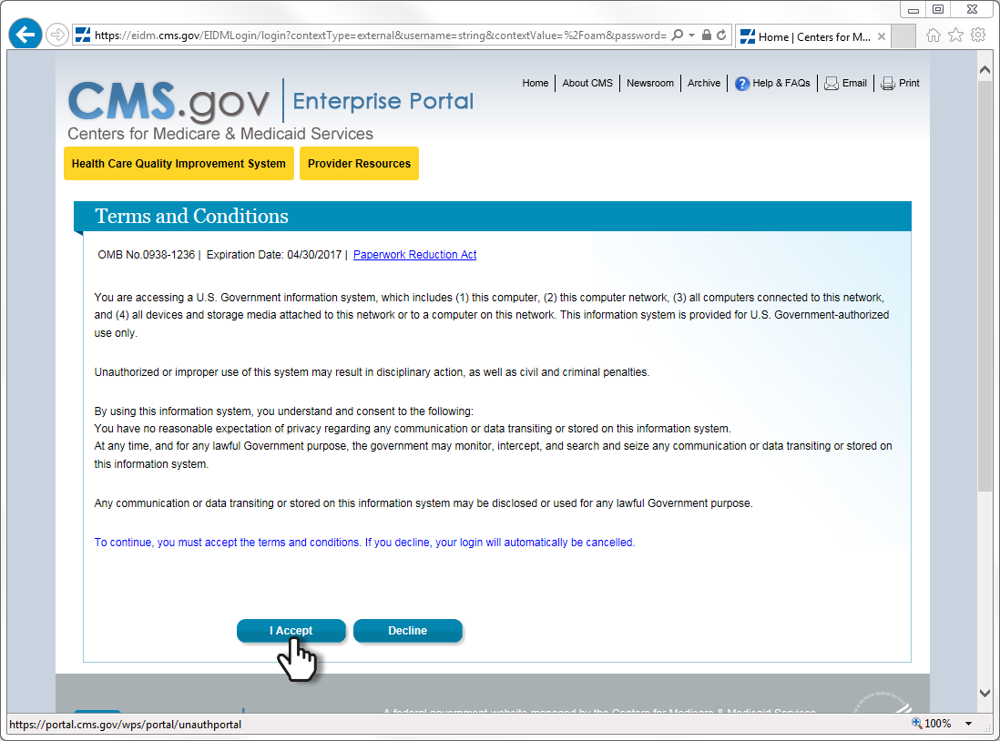 https://eidm.cms.gov/EIDMLogin/login?contextType=external&username=string&contextValue=%2Foam&password=
Home | Centers for M...
Home | About CMS | Newsroom | Archive | Help & FAQs | Email | Print
CMS.gov | Enterprise Portal
Centers for Medicare & Medicaid Services
Health Care Quality Improvement System
Provider Resources
Terms and Conditions
OMB No.0938-1236 | Expiration Date: 04/30/2017 | Paperwork Reduction Act
You are accessing a U.S. Government information system, which includes (1) this computer, (2) this computer network, (3) all computers connected to this network,
and (4) all devices and storage media attached to this network or to a computer on this network. This information system is provided for U.S. Government-authorized
use only.
Unauthorized or improper use of this system may result in disciplinary action, as well as civil and criminal penalties.
By using this information system, you understand and consent to the following:
You have no reasonable expectation of privacy regarding any communication or data transiting or stored on this information system.
At any time, and for any lawful Government purpose, the government may monitor, intercept, and search and seize any communication or data transiting or stored on
this information system.
Any communication or data transiting or stored on this information system may be disclosed or used for any lawful Government purpose.
To continue, you must accept the terms and conditions. If you decline, your login will automatically be cancelled.
I Accept
Decline
A federal government website managed by the Centers for Medicare & Medicaid Services
https://portal.cms.gov/wps/portal/unauthportal
100%